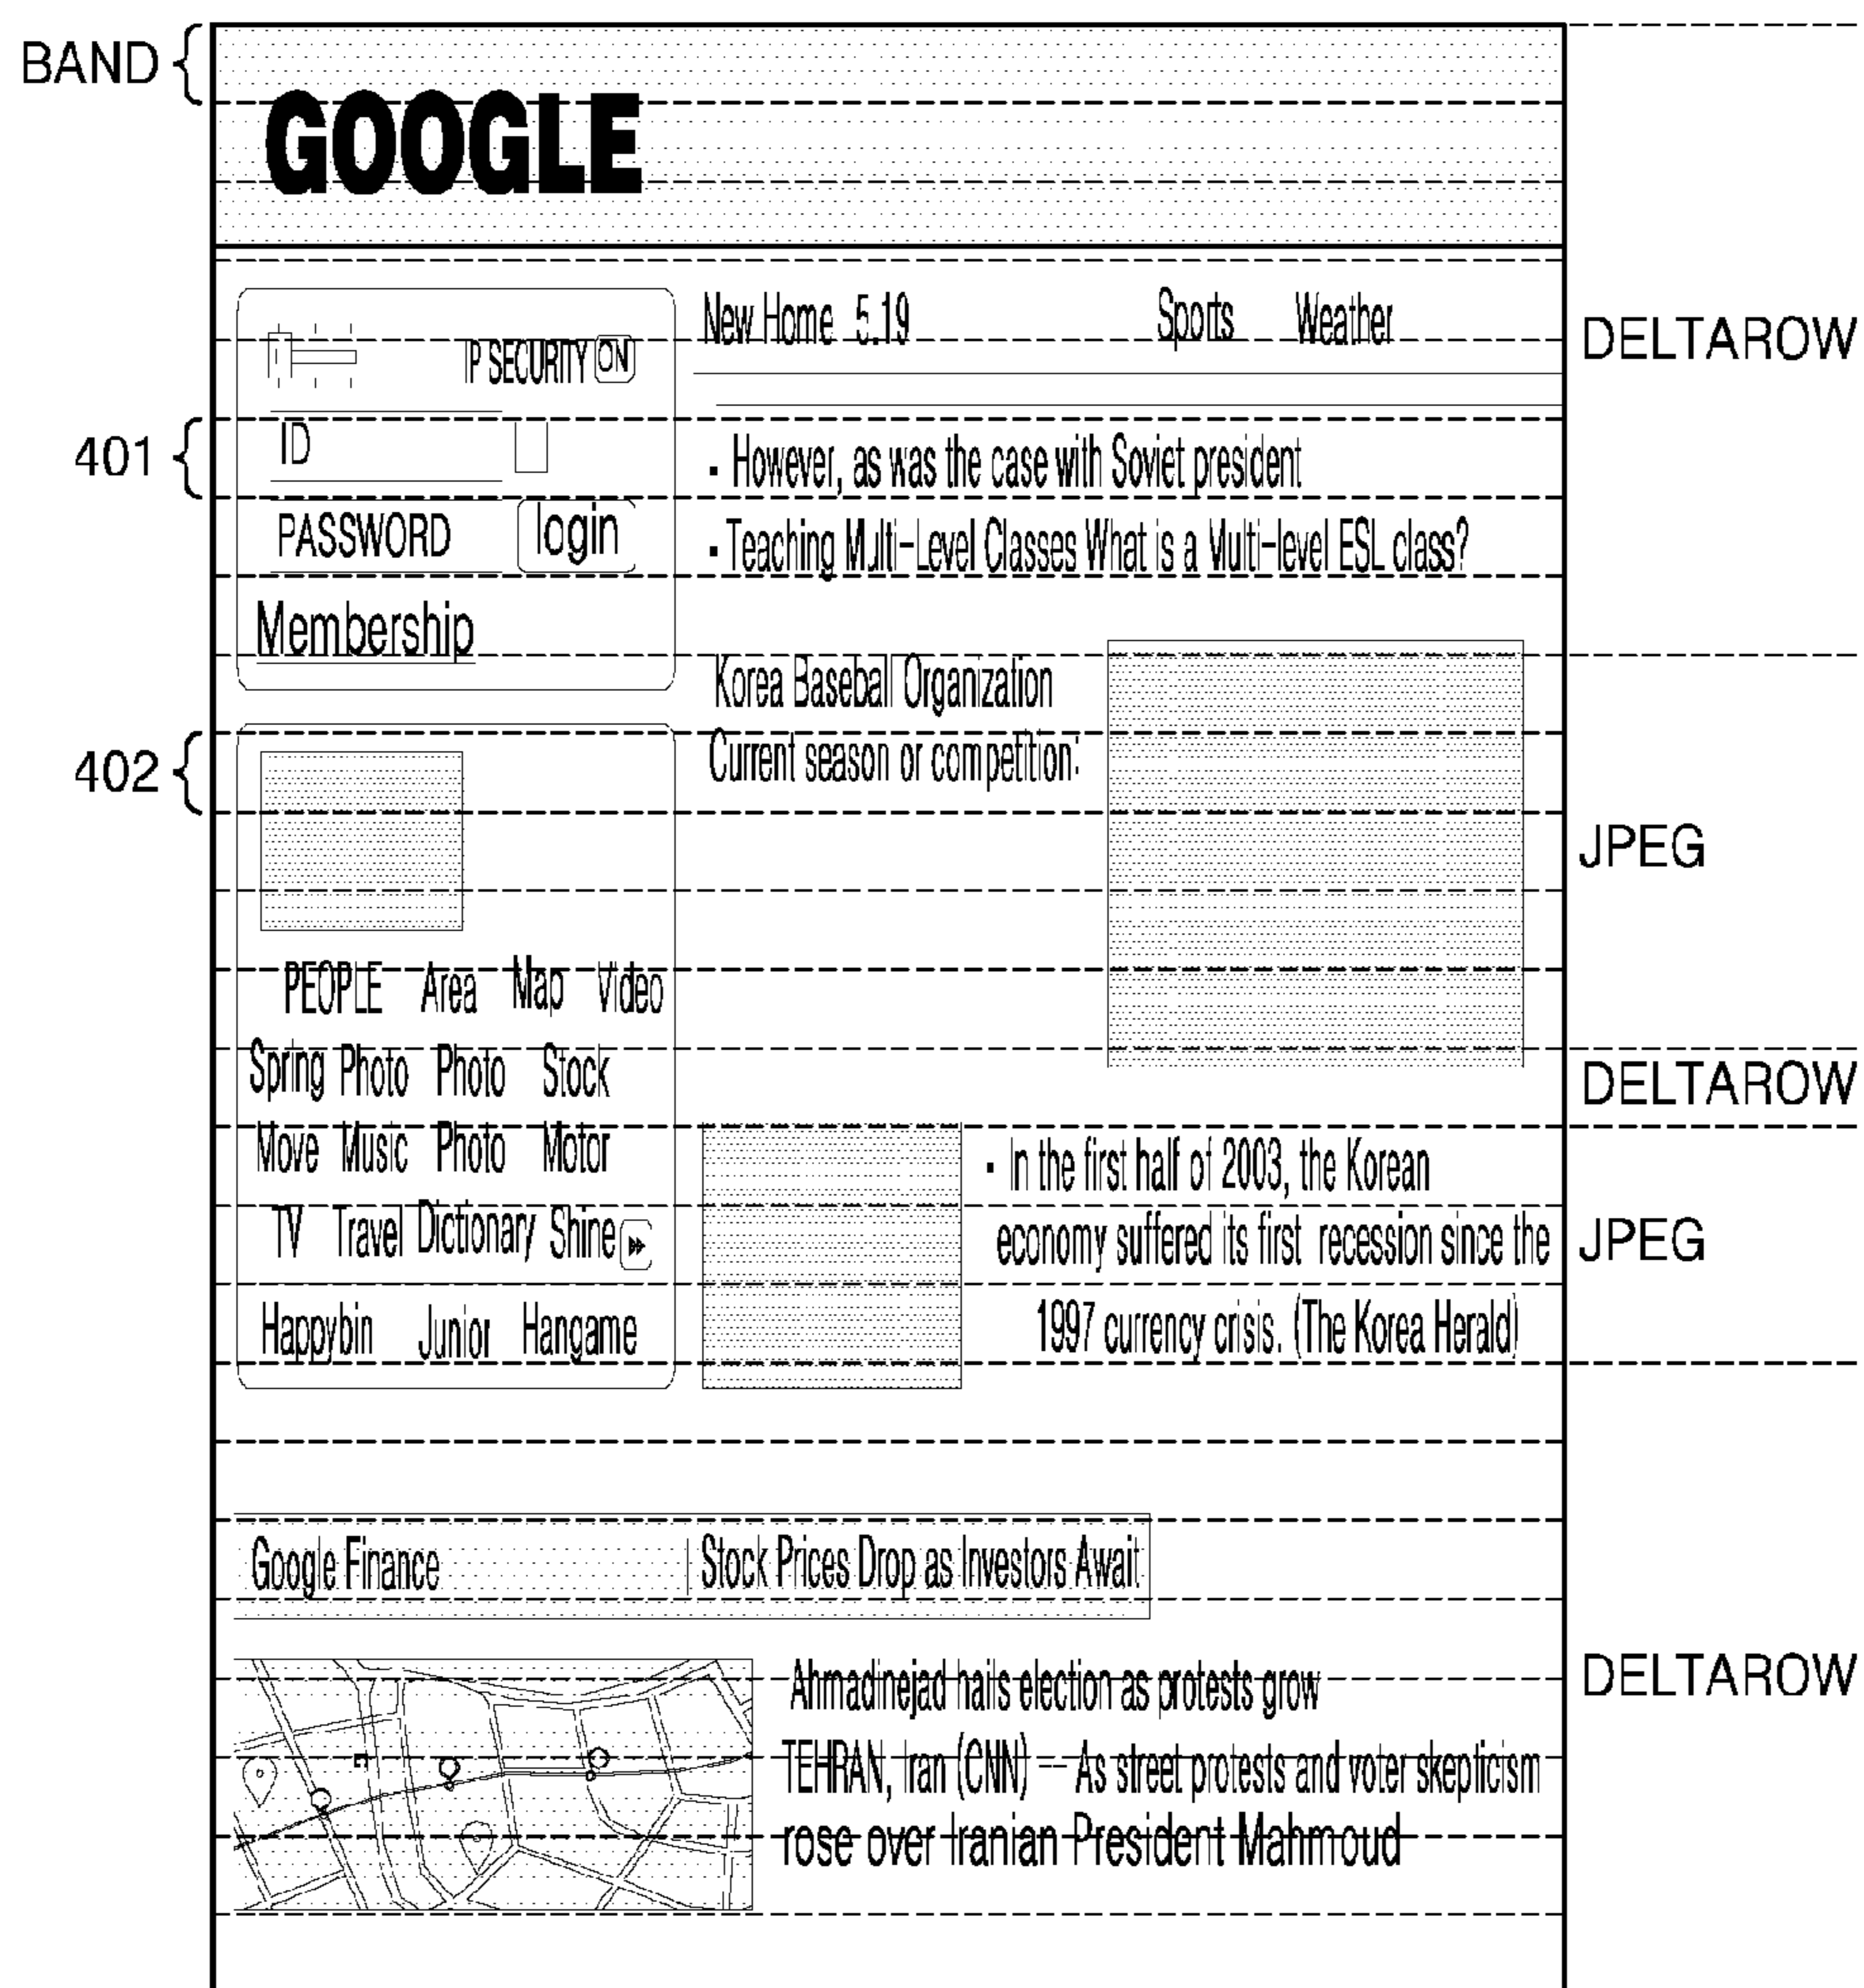 BAND
GOOGLE
New Home 5.19 Sports Weather
DELTAROW
IP SECURITY ON
401
ID
- However, as was the case with Soviet president
PASSWORD login
- Teaching Multi-Level Classes What is a Multi-level ESL class?
Membership
Korea Baseball Organization
402
Current season or competition:
JPEG
PEOPLE Area Map Video
Spring Photo Photo Stock
DELTAROW
Move Music Photo Motor
- In the first half of 2003, the Korean
TV Travel Dictionary Shine
economy suffered its first recession since the
JPEG
Happybin Junior Hangame
1997 currency crisis. (The Korea Herald)
Google Finance Stock Prices Drop as Investors Await
Ahmadinejad hails election as protests grow
DELTAROW
TEHRAN, Iran (CNN) -- As street protests and voter skepticism
rose over Iranian President Mahmoud